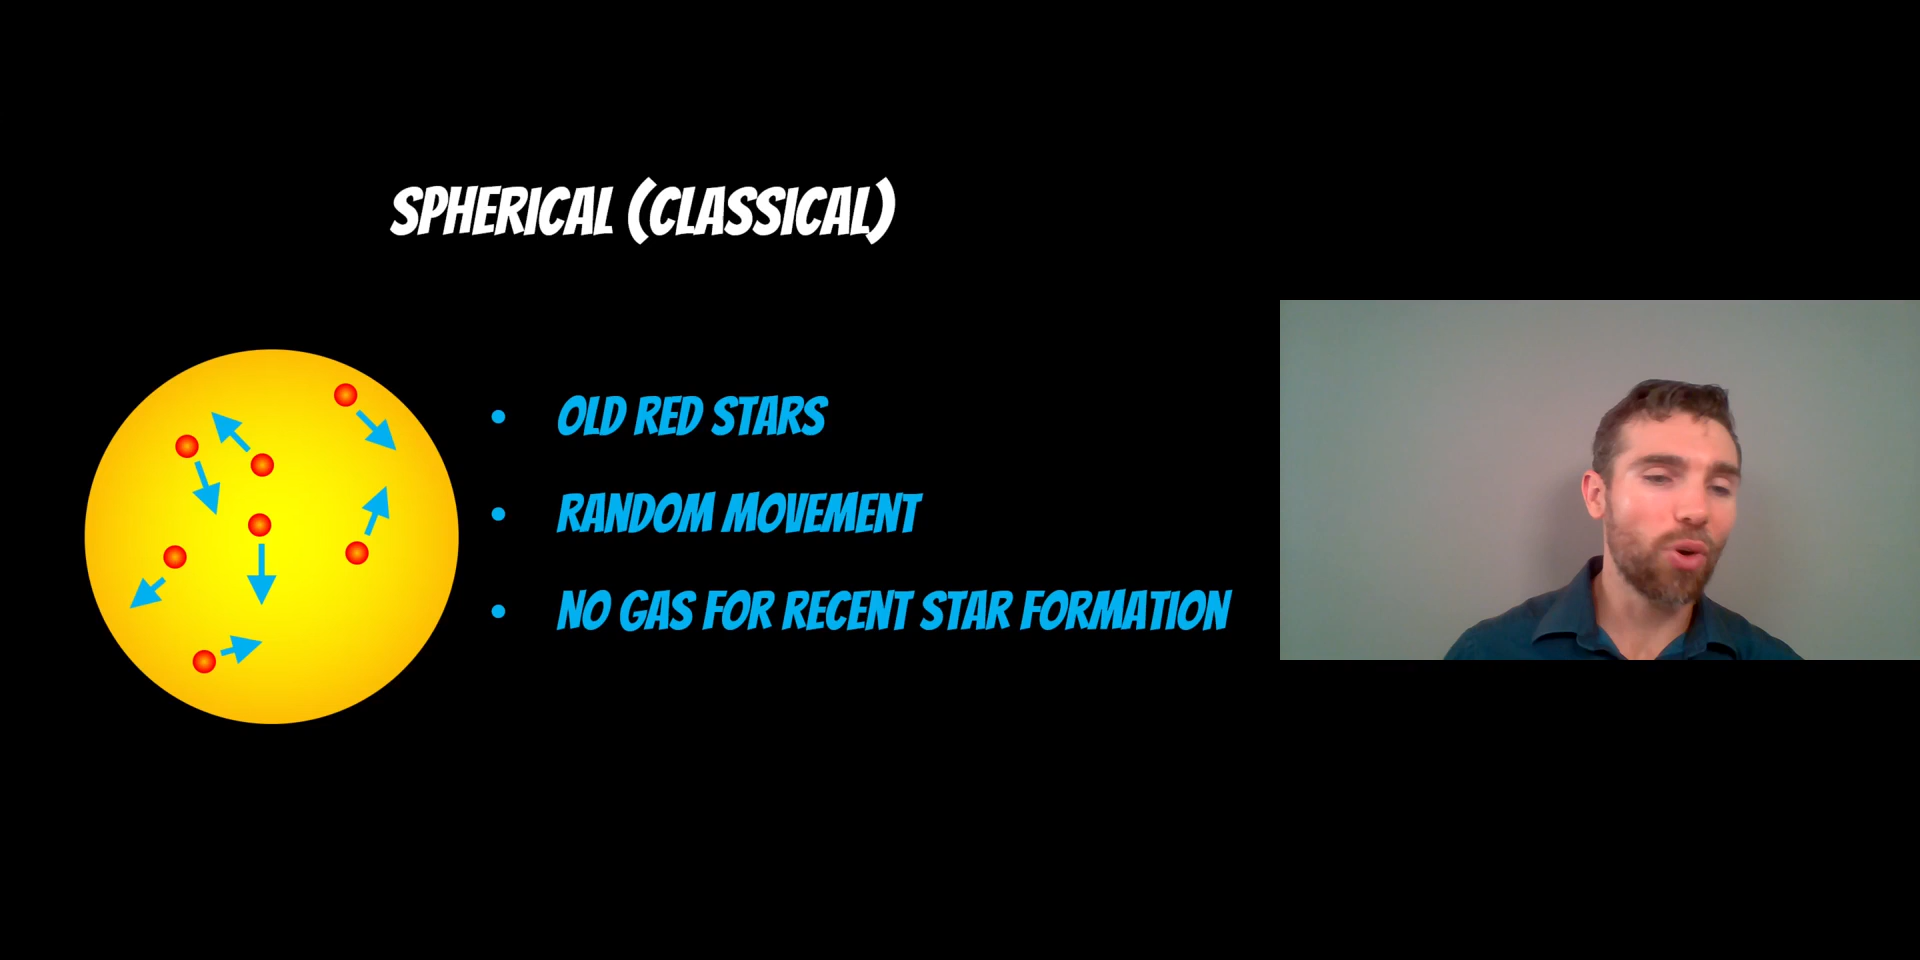 SPHERICAL (CLASSICAL)
• OLD RED STARS
• RANDOM MOVEMENT
• NO GAS FOR RECENT STAR FORMATION